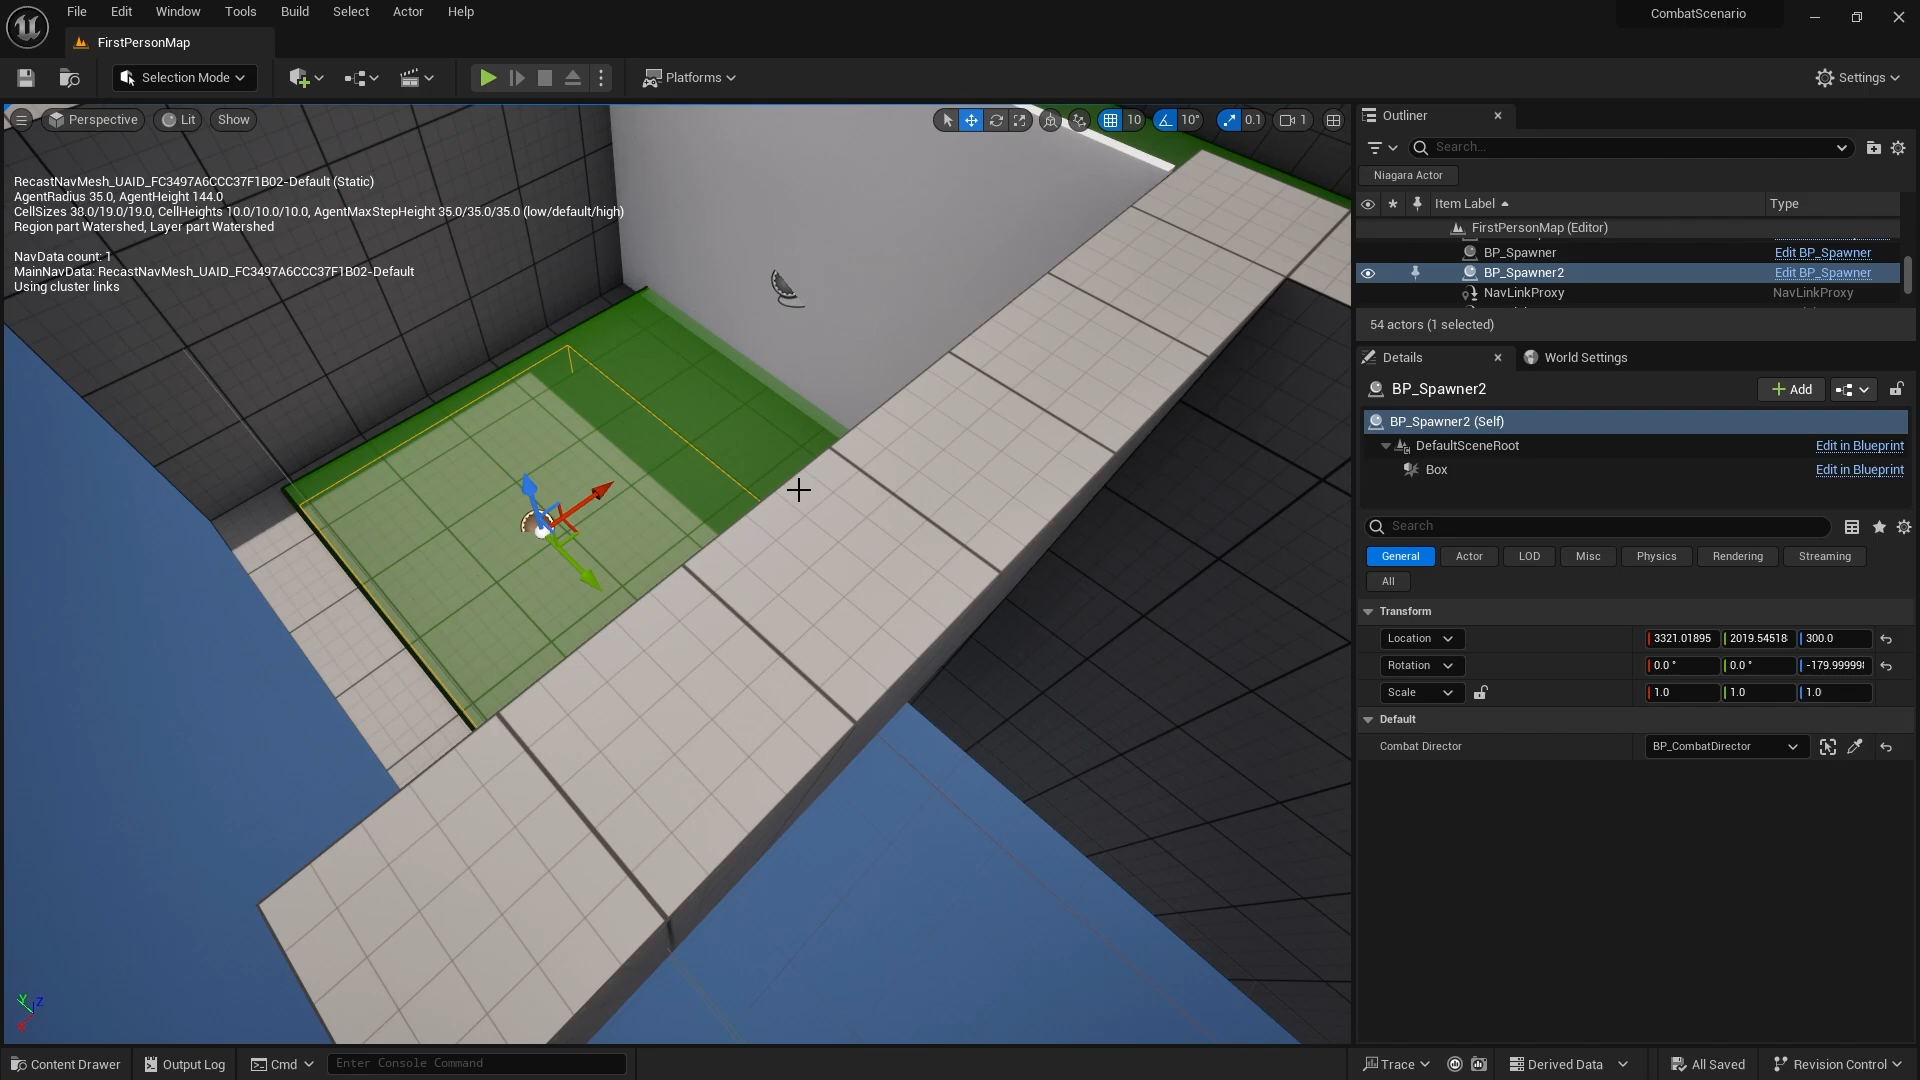 File Edit Window Tools Build Select Actor Help
CombatScenario
FirstPersonMap
Selection Mode
Platforms
Settings
Perspective
Lit
Show
10
10°
0.1
1
RecastNavMesh_UAID_FC3497A6CCC37F1B02-Default (Static)
AgentRadius 35.0, AgentHeight 144.0
CellSizes 38.0/19.0/19.0, CellHeights 10.0/10.0/10.0, AgentMaxStepHeight 35.0/35.0/35.0 (low/default/high)
Region part Watershed, Layer part Watershed
NavData count: 1
MainNavData: RecastNavMesh_UAID_FC3497A6CCC37F1B02-Default
Using cluster links
Y Z
X
Outliner
Search...
Niagara Actor
Item Label Type
FirstPersonMap (Editor)
BP_Spawner Edit BP_Spawner
BP_Spawner2 Edit BP_Spawner
NavLinkProxy NavLinkProxy
54 actors (1 selected)
Details World Settings
BP_Spawner2 Add
BP_Spawner2 (Self)
DefaultSceneRoot Edit in Blueprint
Box Edit in Blueprint
Search
General Actor LOD Misc Physics Rendering Streaming
All
Transform
Location 3321.01895 2019.54518 300.0
Rotation 0.0 ° 0.0 ° -179.99999
Scale 1.0 1.0 1.0
Default
Combat Director BP_CombatDirector
Content Drawer Output Log Cmd Enter Console Command Trace Derived Data All Saved Revision Control